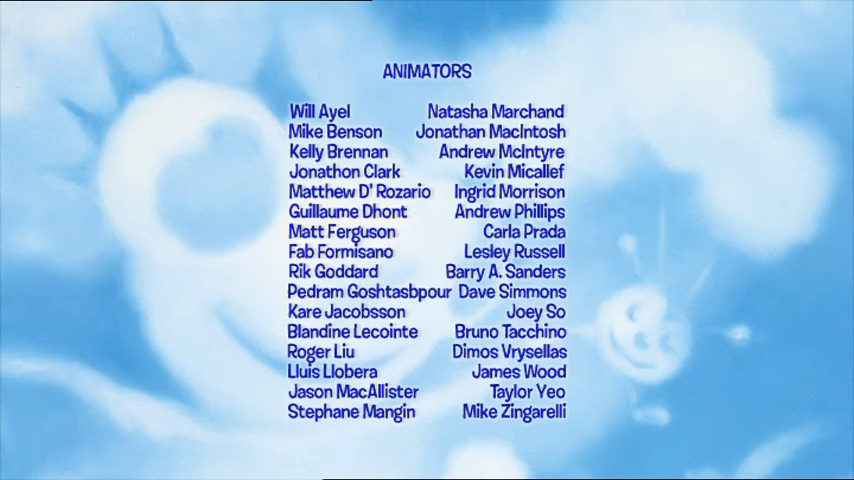 ANIMATORS
Will Ayel Natasha Marchand
Mike Benson Jonathan MacIntosh
Kelly Brennan Andrew McIntyre
Jonathon Clark Kevin Micallef
Matthew D' Rozario Ingrid Morrison
Guillaume Dhont Andrew Phillips
Matt Ferguson Carla Prada
Fab Formisano Lesley Russell
Rik Goddard Barry A. Sanders
Pedram Goshtasbpour Dave Simmons
Kare Jacobsson Joey So
Blandine Lecointe Bruno Tacchino
Roger Liu Dimos Vrysellas
Lluis Llobera James Wood
Jason MacAllister Taylor Yeo
Stephane Mangin Mike Zingarelli